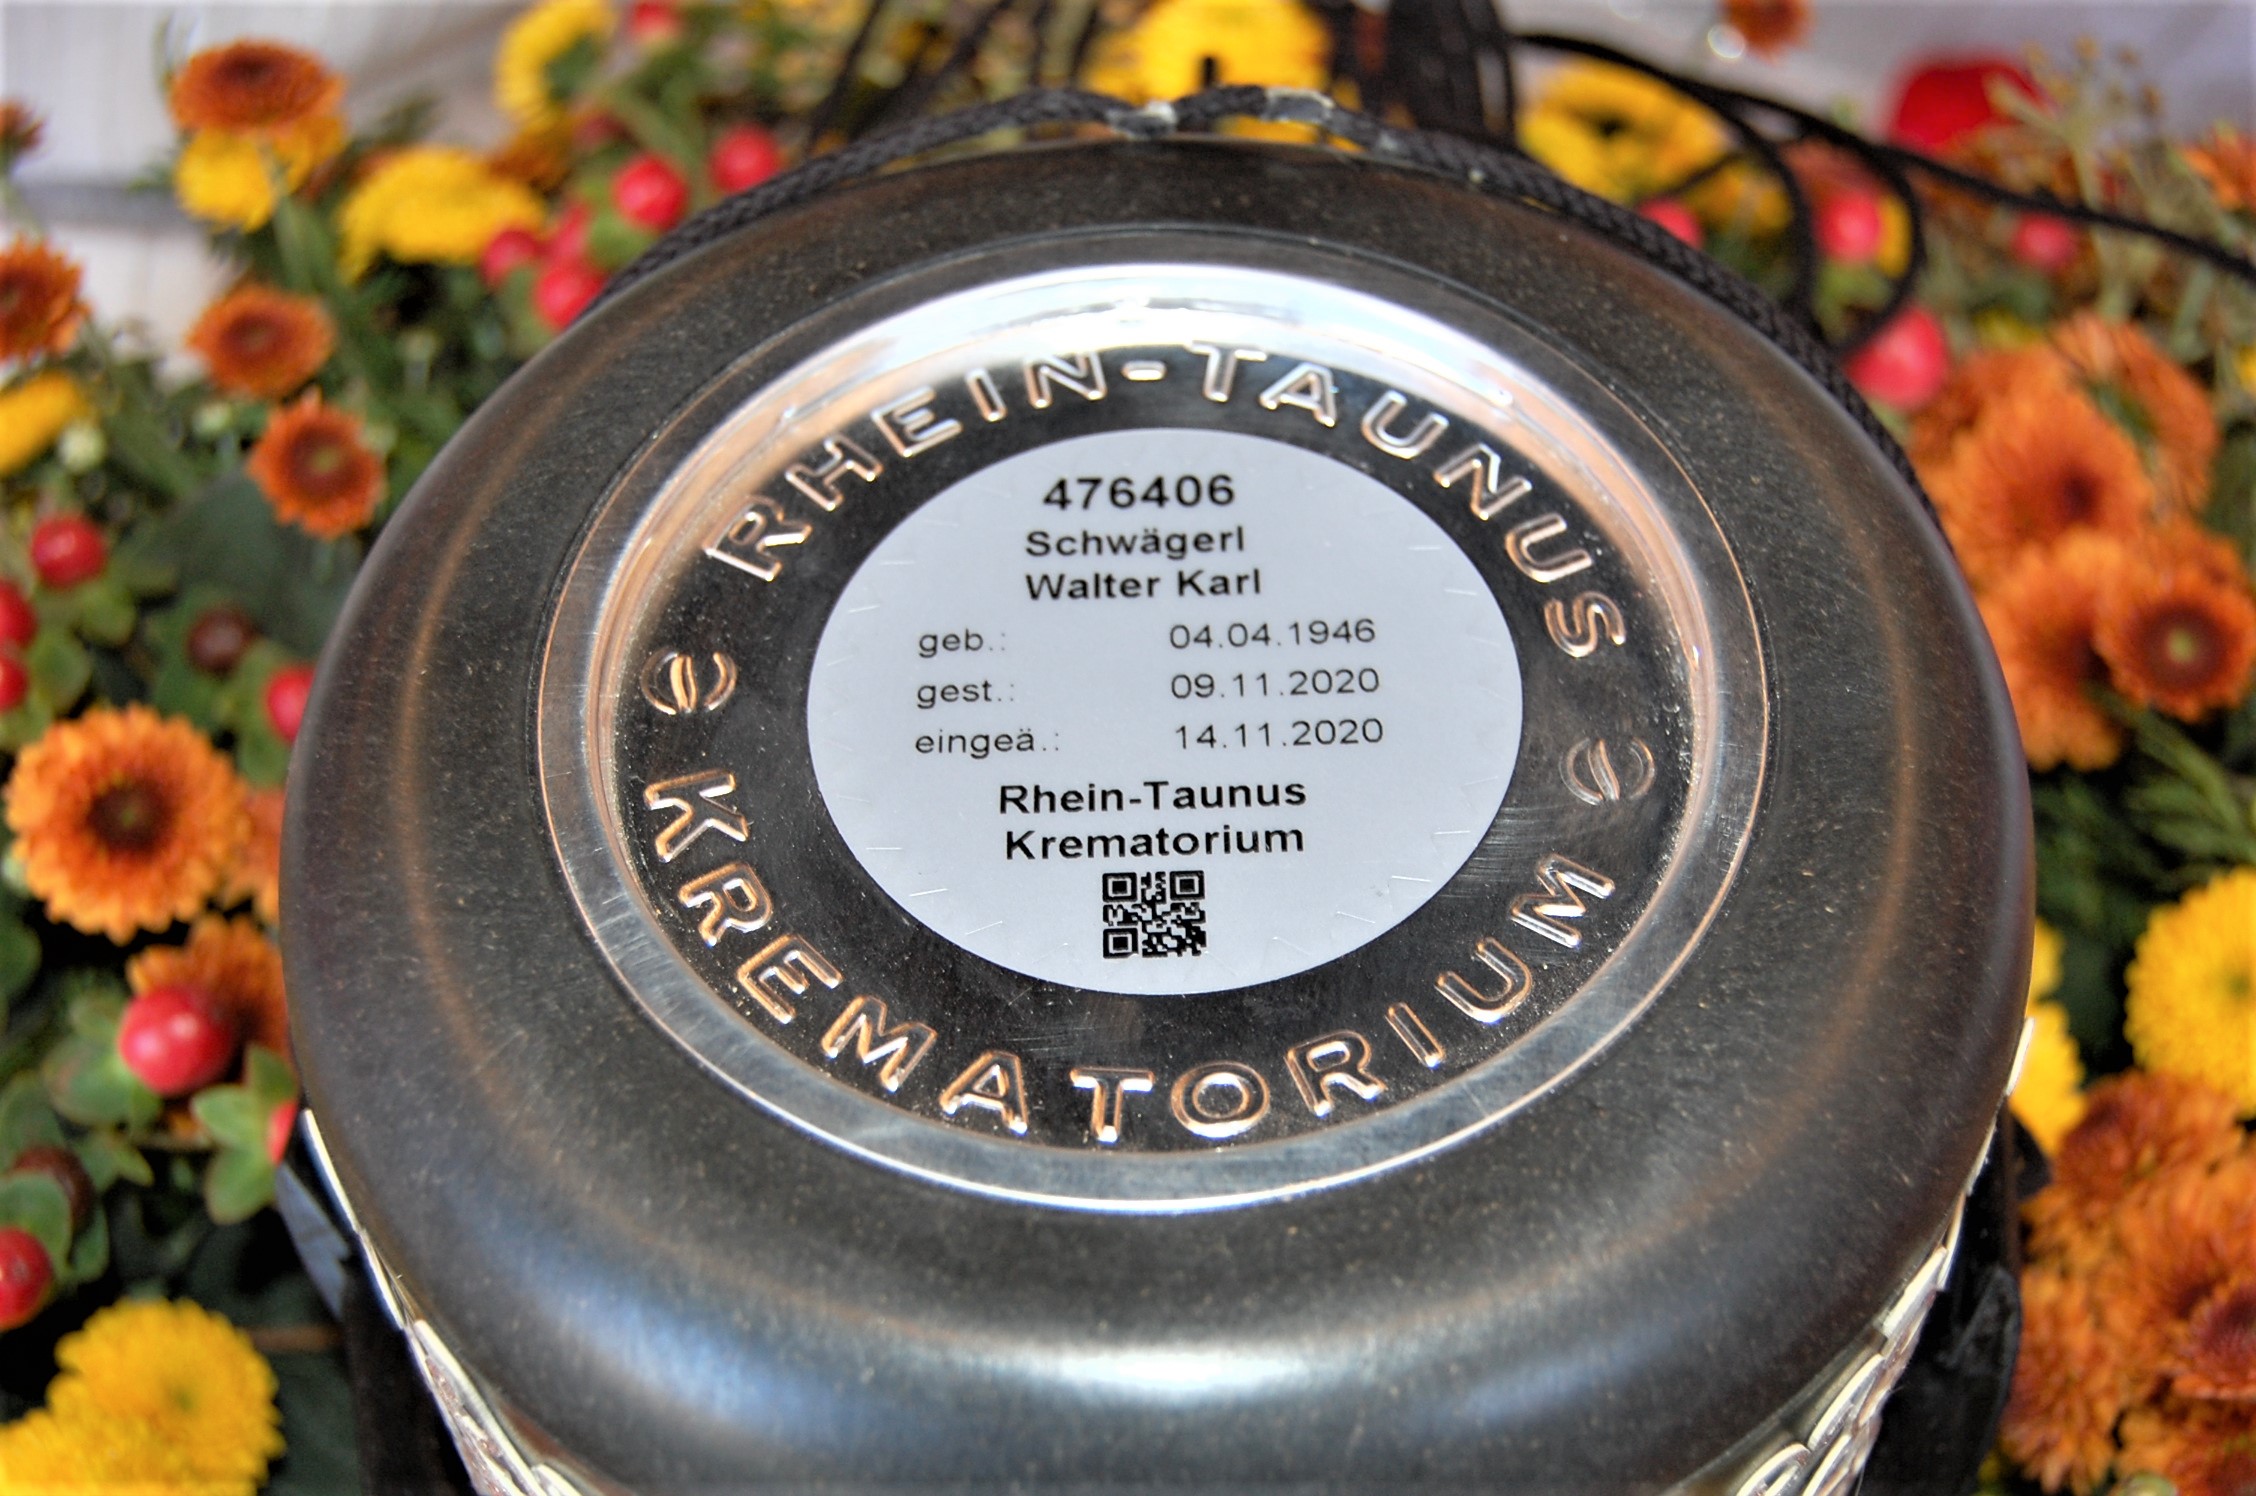 RHEIN-TAUNUS
476406
Schwägerl
Walter Karl
geb.: 04.04.1946
gest.: 09.11.2020
eingeä.: 14.11.2020
Rhein-Taunus
Krematorium
KREMATORIUM